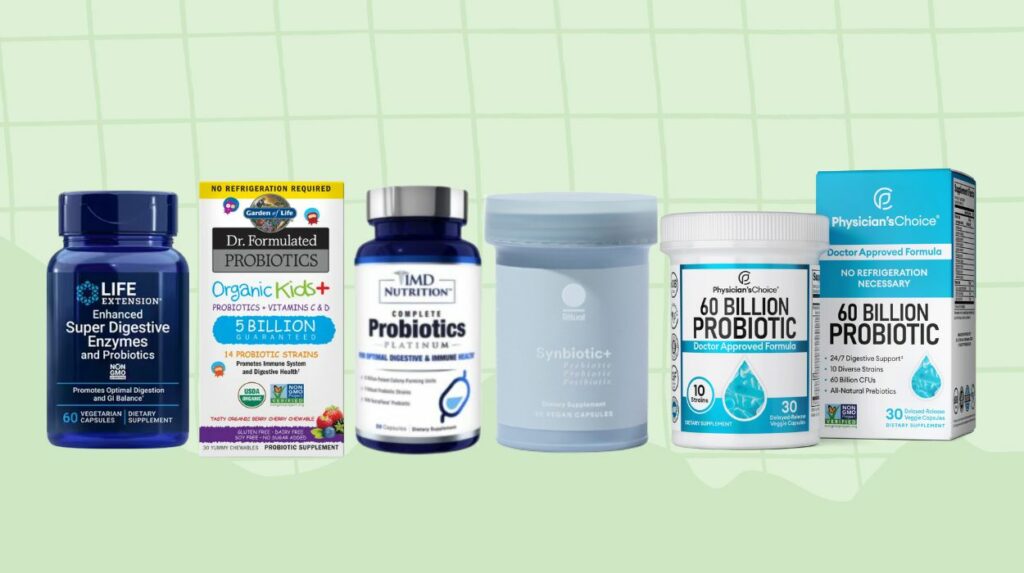 LIFE
EXTENSION®
Enhanced
Super Digestive
Enzymes
and Probiotics
NON
GMO
Promotes Optimal Digestion
and GI Balance¹
60 VEGETARIAN
CAPSULES
DIETARY
SUPPLEMENT
NO REFRIGERATION REQUIRED
Garden of Life
Dr. Formulated
PROBIOTICS
Organic Kids+
PROBIOTICS + VITAMINS C & D
5 BILLION
GUARANTEED
14 PROBIOTIC STRAINS
Promotes Immune System
and Digestive Health
USDA
ORGANIC
NON
GMO
VERIFIED
TASTY ORGANIC BERRY CHERRY CHEWABLE
GLUTEN FREE · DAIRY FREE
SOY FREE · NO SUGAR ADDED
30 YUMMY CHEWABLES
PROBIOTIC SUPPLEMENT
1MD
NUTRITION™
COMPLETE
Probiotics
PLATINUM
FOR OPTIMAL DIGESTIVE & IMMUNE HEALTH
Capsules
Dietary Supplement
Ritual
Synbiotic+
Prebiotic
Probiotic
Postbiotic
Dietary Supplement
VEGAN CAPSULES
Physician'sChoice®
60 BILLION
PROBIOTIC
Doctor Approved Formula
10
Strains
30
Delayed-Release
Veggie Capsules
DIETARY SUPPLEMENT
Physician'sChoice®
Doctor Approved Formula
NO REFRIGERATION
NECESSARY
60 BILLION
PROBIOTIC
• 24/7 Digestive Support‡
• 10 Diverse Strains
• 60 Billion CFUs
• All-Natural Prebiotics
NON
GMO
VERIFIED
30 Delayed-Release
Veggie Capsules
DIETARY SUPPLEMENT
Supplement Facts